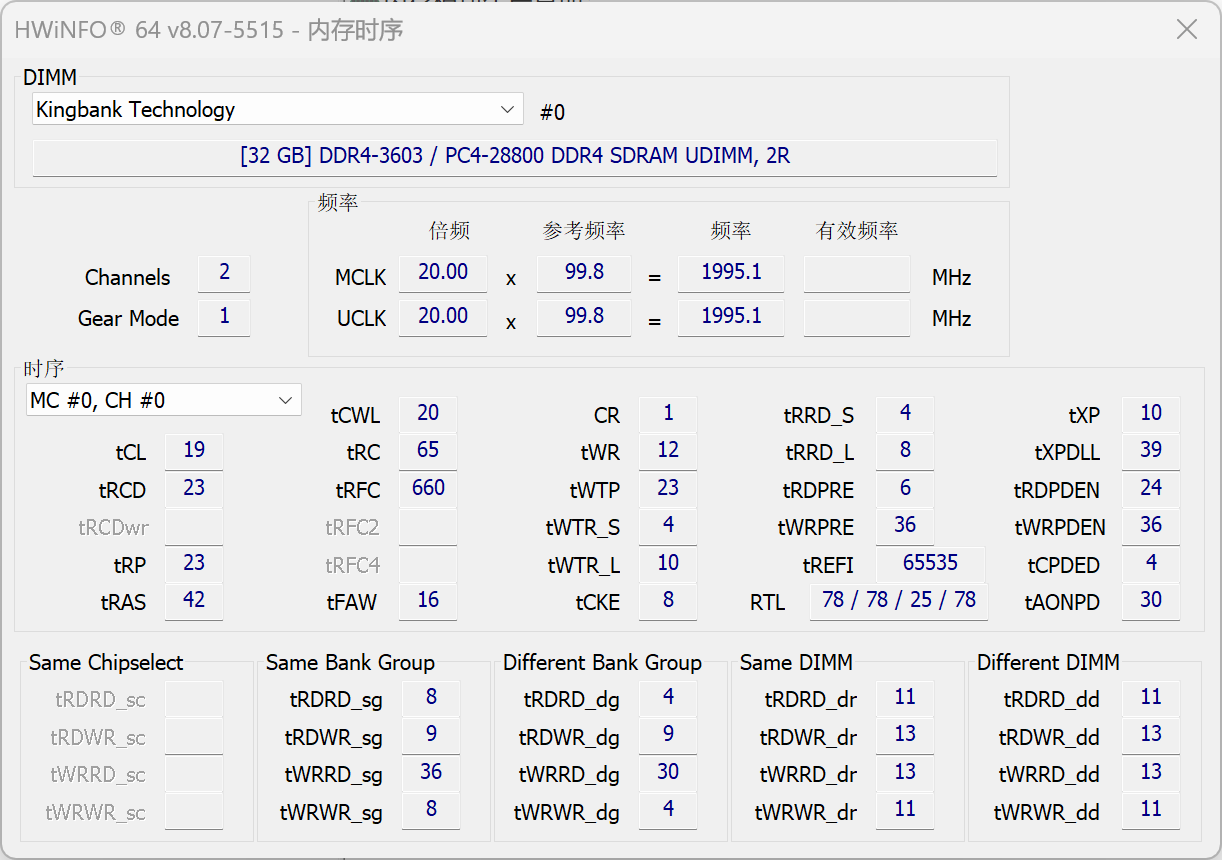 HWiNFO® 64 v8.07-5515 - 内存时序
DIMM
Kingbank Technology #0
[32 GB] DDR4-3603 / PC4-28800 DDR4 SDRAM UDIMM, 2R
频率
倍频 参考频率 频率 有效频率
Channels 2 MCLK 20.00 x 99.8 = 1995.1 MHz
Gear Mode 1 UCLK 20.00 x 99.8 = 1995.1 MHz
时序
MC #0, CH #0 tCWL 20 CR 1 tRRD_S 4 tXP 10
tCL 19 tRC 65 tWR 12 tRRD_L 8 tXPDLL 39
tRCD 23 tRFC 660 tWTP 23 tRDPRE 6 tRDPDEN 24
tRCDwr tRFC2 tWTR_S 4 tWRPRE 36 tWRPDEN 36
tRP 23 tRFC4 tWTR_L 10 tREFI 65535 tCPDED 4
tRAS 42 tFAW 16 tCKE 8 RTL 78 / 78 / 25 / 78 tAONPD 30
Same Chipselect Same Bank Group Different Bank Group Same DIMM Different DIMM
tRDRD_sc tRDRD_sg 8 tRDRD_dg 4 tRDRD_dr 11 tRDRD_dd 11
tRDWR_sc tRDWR_sg 9 tRDWR_dg 9 tRDWR_dr 13 tRDWR_dd 13
tWRRD_sc tWRRD_sg 36 tWRRD_dg 30 tWRRD_dr 13 tWRRD_dd 13
tWRWR_sc tWRWR_sg 8 tWRWR_dg 4 tWRWR_dr 11 tWRWR_dd 11